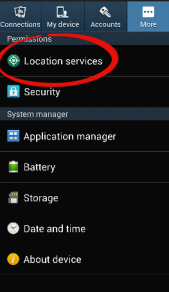 Connections My device Accounts More
Permissions
Location services
Security
System manager
Application manager
Battery
Storage
Date and time
About device